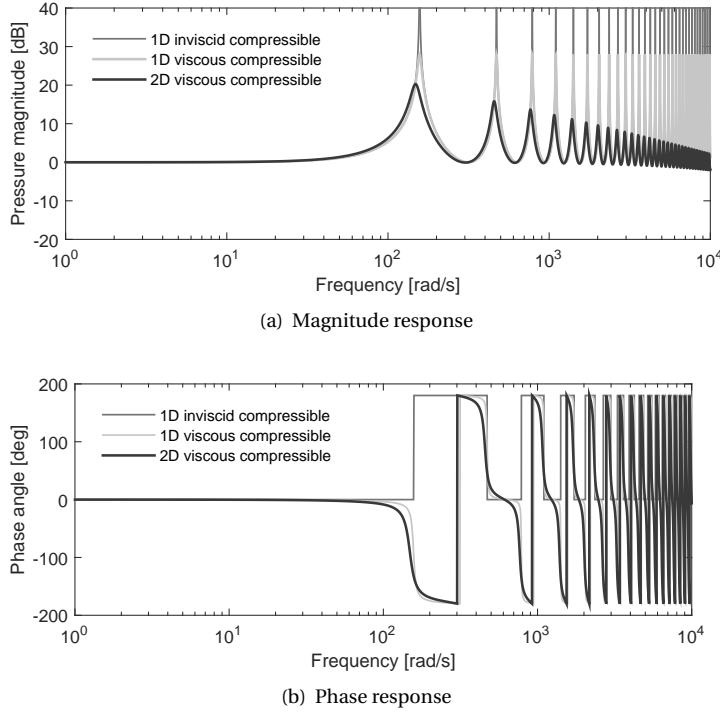 40
30
20
10
0
-10
-20
Pressure magnitude [dB]
1D inviscid compressible
1D viscous compressible
2D viscous compressible
10^0 10^1 10^2 10^3 10^4
Frequency [rad/s]
(a) Magnitude response
200
100
0
-100
-200
Phase angle [deg]
1D inviscid compressible
1D viscous compressible
2D viscous compressible
10^0 10^1 10^2 10^3 10^4
Frequency [rad/s]
(b) Phase response